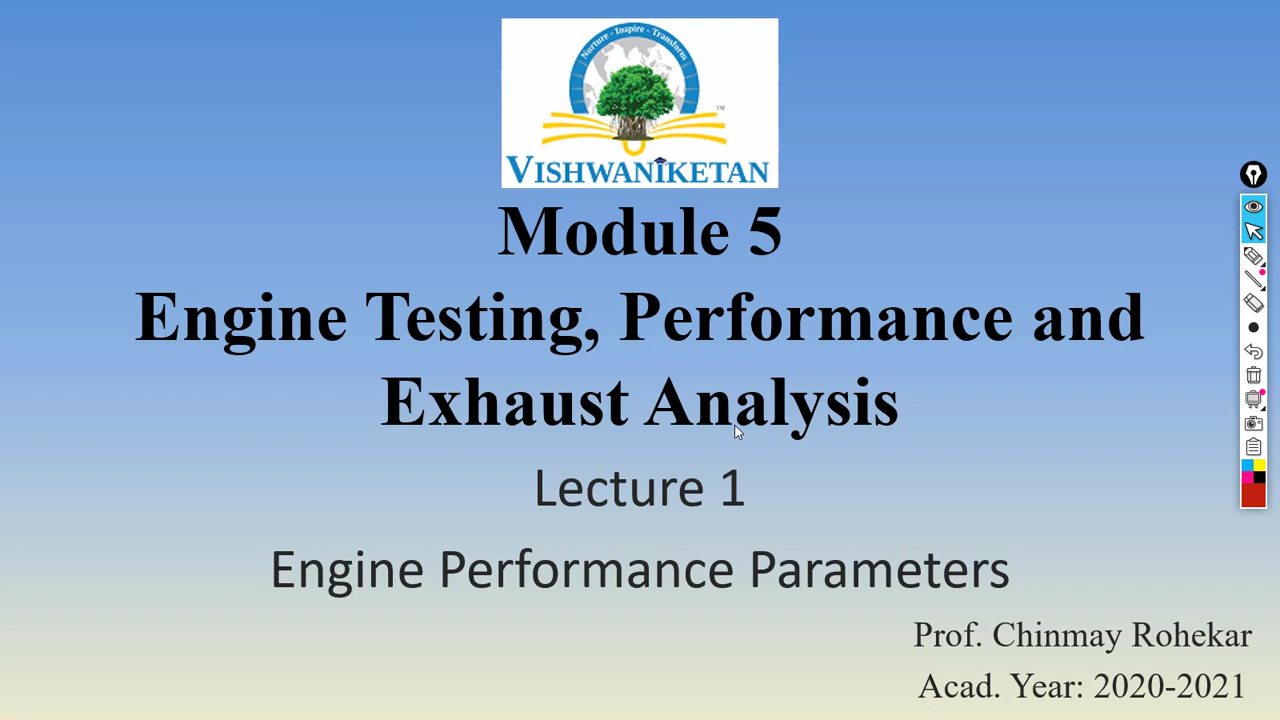 Nurture - Inspire - Transform
TM
VISHWANIKETAN
Module 5
Engine Testing, Performance and
Exhaust Analysis
Lecture 1
Engine Performance Parameters
Prof. Chinmay Rohekar
Acad. Year: 2020-2021